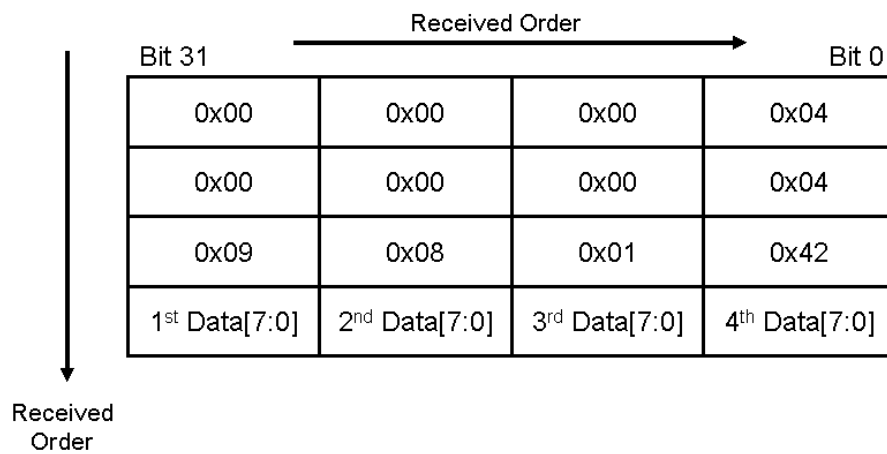 Received Order
Bit 31 Bit 0
0x00 0x00 0x00 0x04
0x00 0x00 0x00 0x04
0x09 0x08 0x01 0x42
1st Data[7:0] 2nd Data[7:0] 3rd Data[7:0] 4th Data[7:0]
Received
Order